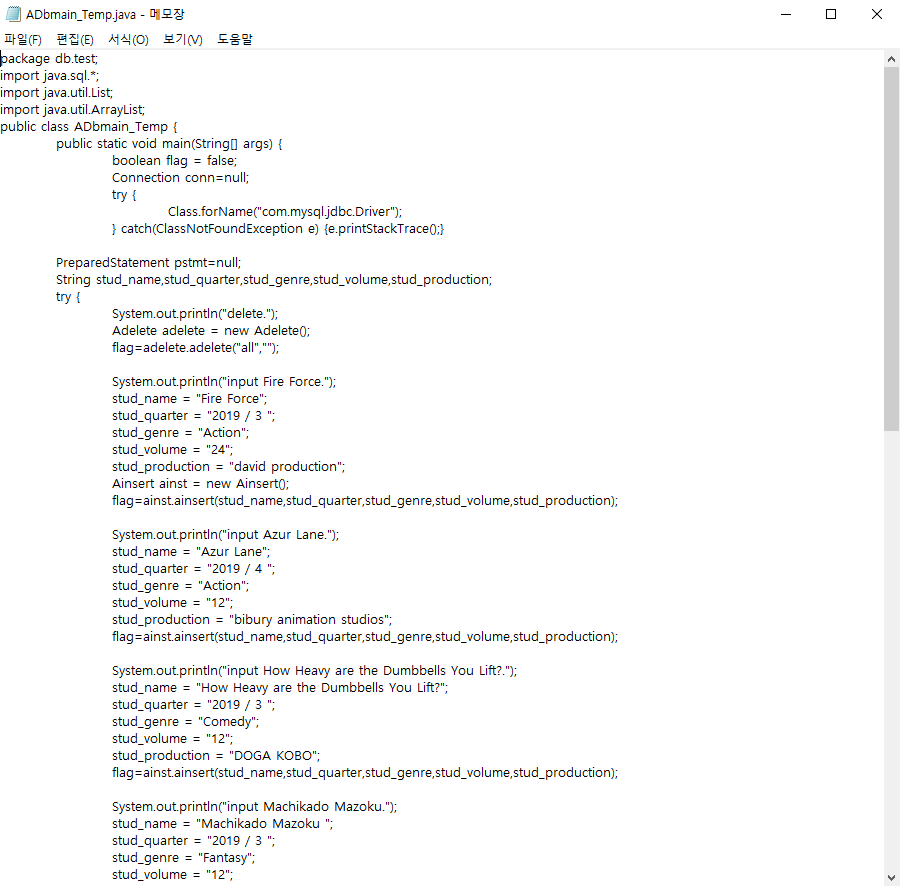 ADbmain_Temp.java - 메모장
파일(F) 편집(E) 서식(O) 보기(V) 도움말
package db.test;
import java.sql.*;
import java.util.List;
import java.util.ArrayList;
public class ADbmain_Temp {
public static void main(String[] args) {
boolean flag = false;
Connection conn=null;
try {
Class.forName("com.mysql.jdbc.Driver");
} catch(ClassNotFoundException e) {e.printStackTrace();}
PreparedStatement pstmt=null;
String stud_name,stud_quarter,stud_genre,stud_volume,stud_production;
try {
System.out.println("delete.");
Adelete adelete = new Adelete();
flag=adelete.adelete("all","");
System.out.println("input Fire Force.");
stud_name = "Fire Force";
stud_quarter = "2019 / 3 ";
stud_genre = "Action";
stud_volume = "24";
stud_production = "david production";
Ainsert ainst = new Ainsert();
flag=ainst.ainsert(stud_name,stud_quarter,stud_genre,stud_volume,stud_production);
System.out.println("input Azur Lane.");
stud_name = "Azur Lane";
stud_quarter = "2019 / 4 ";
stud_genre = "Action";
stud_volume = "12";
stud_production = "bibury animation studios";
flag=ainst.ainsert(stud_name,stud_quarter,stud_genre,stud_volume,stud_production);
System.out.println("input How Heavy are the Dumbbells You Lift?.");
stud_name = "How Heavy are the Dumbbells You Lift?";
stud_quarter = "2019 / 3 ";
stud_genre = "Comedy";
stud_volume = "12";
stud_production = "DOGA KOBO";
flag=ainst.ainsert(stud_name,stud_quarter,stud_genre,stud_volume,stud_production);
System.out.println("input Machikado Mazoku.");
stud_name = "Machikado Mazoku ";
stud_quarter = "2019 / 3 ";
stud_genre = "Fantasy";
stud_volume = "12";